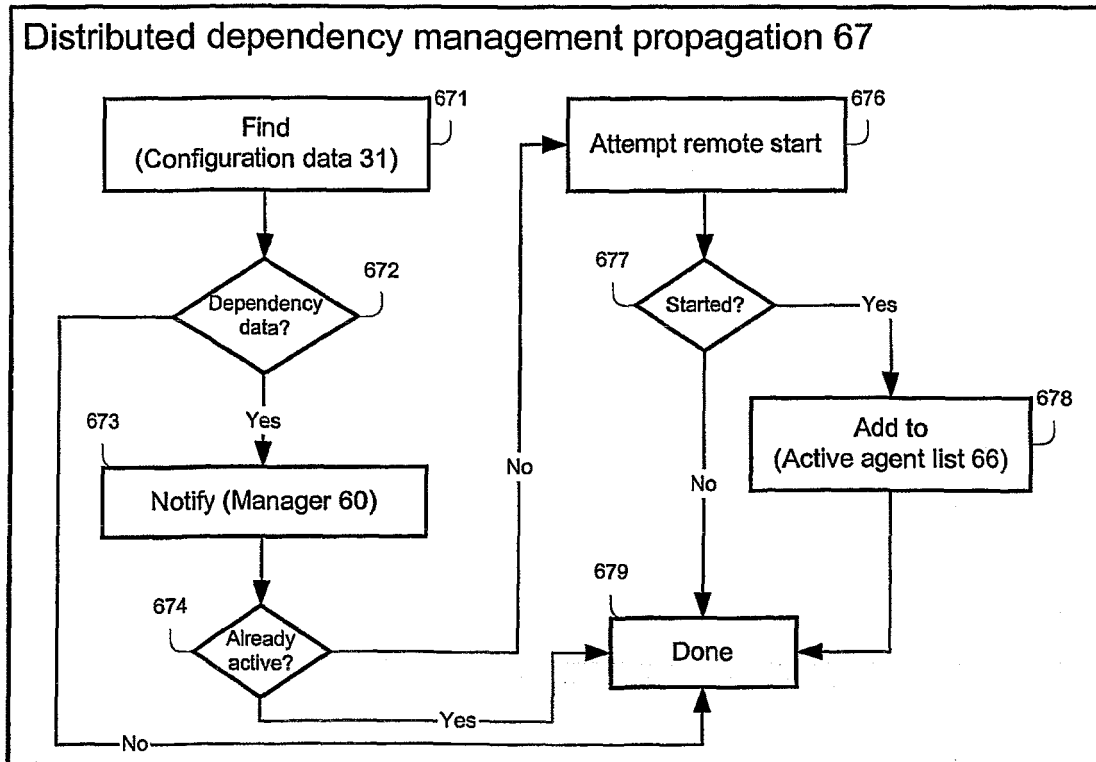 Distributed dependency management propagation 67
671
Find
(Configuration data 31)
672
Dependency
data?
Yes
673
Notify (Manager 60)
674
Already
active?
No
Yes
No
676
Attempt remote start
677
Started?
Yes
No
678
Add to
(Active agent list 66)
679
Done